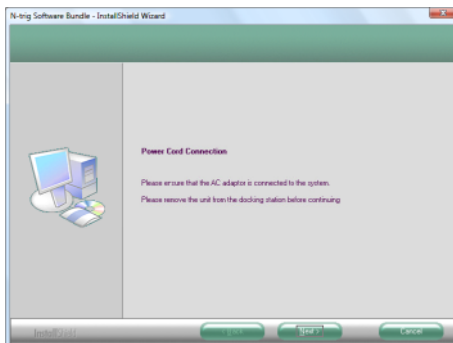 N-trig Software Bundle - InstallShield Wizard
Power Cord Connection
Please ensure that the AC adaptor is connected to the system.
Please remove the unit from the docking station before continuing
InstallShield
< Back
Next >
Cancel